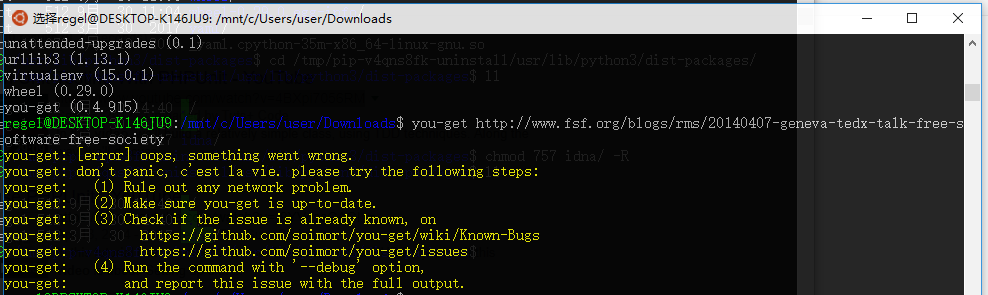 选择regel@DESKTOP-K146JU9: /mnt/c/Users/user/Downloads
unattended-upgrades (0.1)
urllib3 (1.13.1)
virtualenv (15.0.1)
wheel (0.29.0)
you-get (0.4.915)
regel@DESKTOP-K146JU9:/mnt/c/Users/user/Downloads$ you-get http://www.fsf.org/blogs/rms/20140407-geneva-tedx-talk-free-s
oftware-free-society
you-get: [error] oops, something went wrong.
you-get: don't panic, c'est la vie. please try the following steps:
you-get:   (1) Rule out any network problem.
you-get:   (2) Make sure you-get is up-to-date.
you-get:   (3) Check if the issue is already known, on
you-get:         https://github.com/soimort/you-get/wiki/Known-Bugs
you-get:         https://github.com/soimort/you-get/issues
you-get:   (4) Run the command with '--debug' option,
you-get:       and report this issue with the full output.